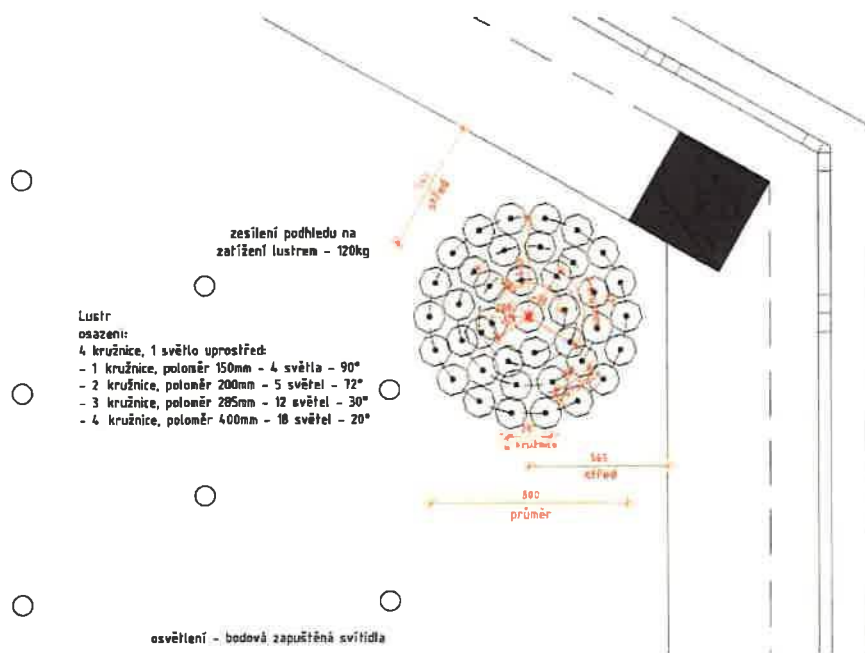 zesílení podhledu na
zatížení lustrem - 120kg
Lustr
osazení:
4 kružnice, 1 světlo uprostřed:
- 1 kružnice, poloměr 150mm - 4 světla - 90°
- 2 kružnice, poloměr 200mm - 5 světel - 72°
- 3 kružnice, poloměr 285mm - 12 světel - 30°
- 4 kružnice, poloměr 400mm - 18 světel - 20°
střed
kružnice
565
střed
800
průměr
osvětlení - bodová zapuštěná svítidla